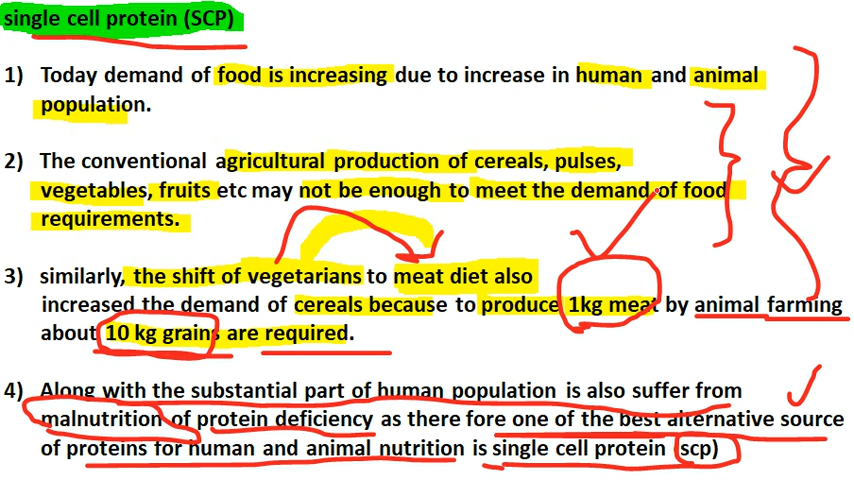 single cell protein (SCP)
1) Today demand of food is increasing due to increase in human and animal
population.
2) The conventional agricultural production of cereals, pulses,
vegetables, fruits etc may not be enough to meet the demand of food
requirements.
3) similarly, the shift of vegetarians to meat diet also
increased the demand of cereals because to produce 1kg meat by animal farming
about 10 kg grains are required.
4) Along with the substantial part of human population is also suffer from
malnutrition of protein deficiency as there fore one of the best alternative source
of proteins for human and animal nutrition is single cell protein (scp)